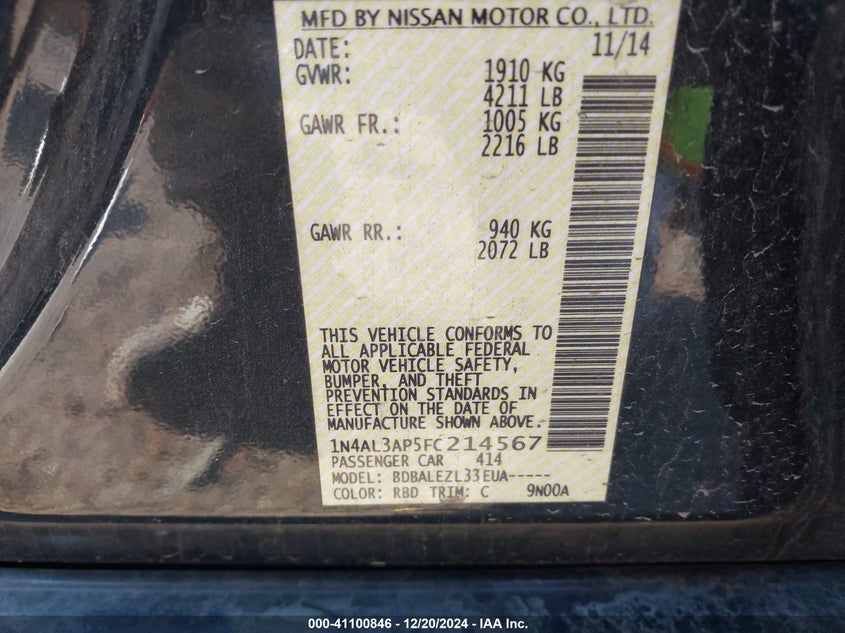 MFD BY NISSAN MOTOR CO., LTD.
DATE: 11/14
GVWR: 1910 KG
4211 LB
GAWR FR.: 1005 KG
2216 LB
GAWR RR.: 940 KG
2072 LB
THIS VEHICLE CONFORMS TO
ALL APPLICABLE FEDERAL
MOTOR VEHICLE SAFETY,
BUMPER, AND THEFT
PREVENTION STANDARDS IN
EFFECT ON THE DATE OF
MANUFACTURE SHOWN ABOVE.
1N4AL3AP5FC214567
PASSENGER CAR 414
MODEL: BDBALEZL33EUA-----
COLOR: RBD TRIM: C 9N00A
000-41100846 - 12/20/2024 - IAA Inc.